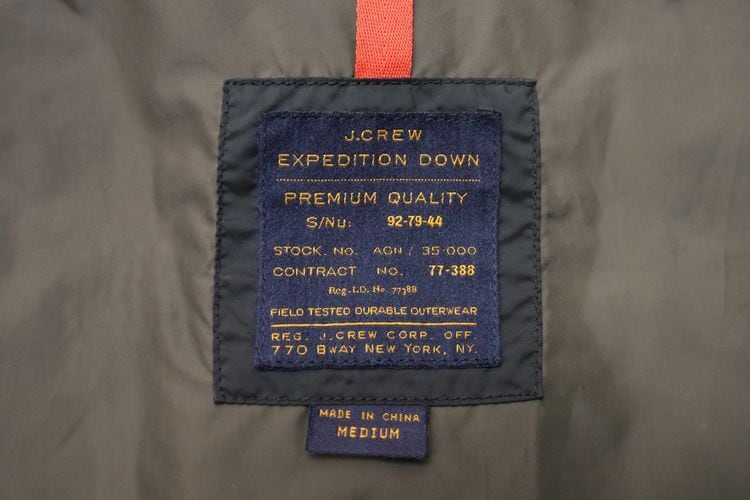 J.CREW
EXPEDITION DOWN
PREMIUM QUALITY
S/Nu: 92-79-44
STOCK. No. AGN / 35-000
CONTRACT No. 77-388
Reg. I.D. No. 77388
FIELD TESTED DURABLE OUTERWEAR
REG. J.CREW CORP. OFF.
770 BWAY NEW YORK, NY.
MADE IN CHINA
MEDIUM